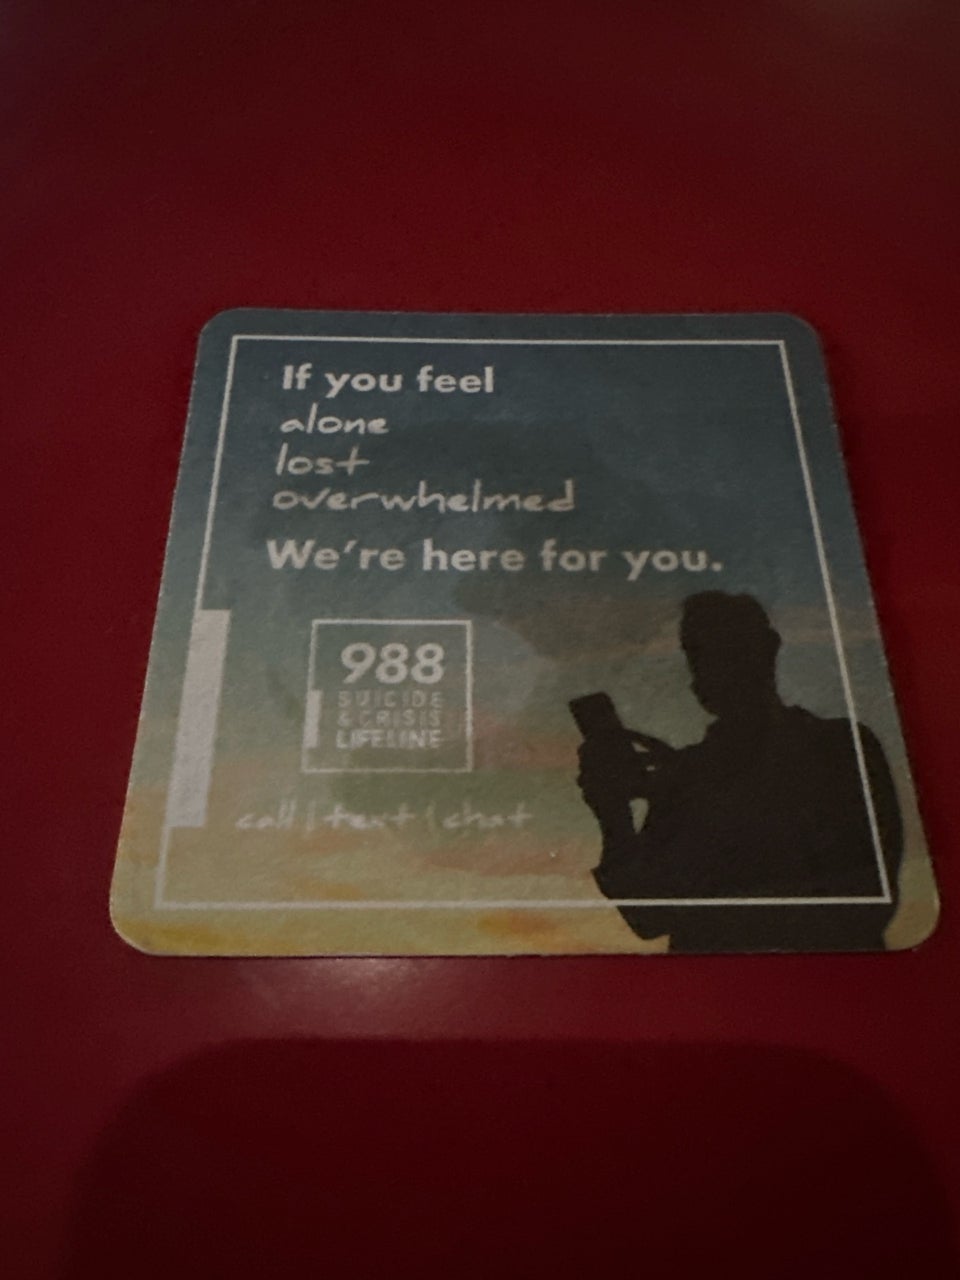 If you feel
alone
lost
overwhelmed
We're here for you.
988
SUICIDE
& CRISIS
LIFELINE
call | text | chat